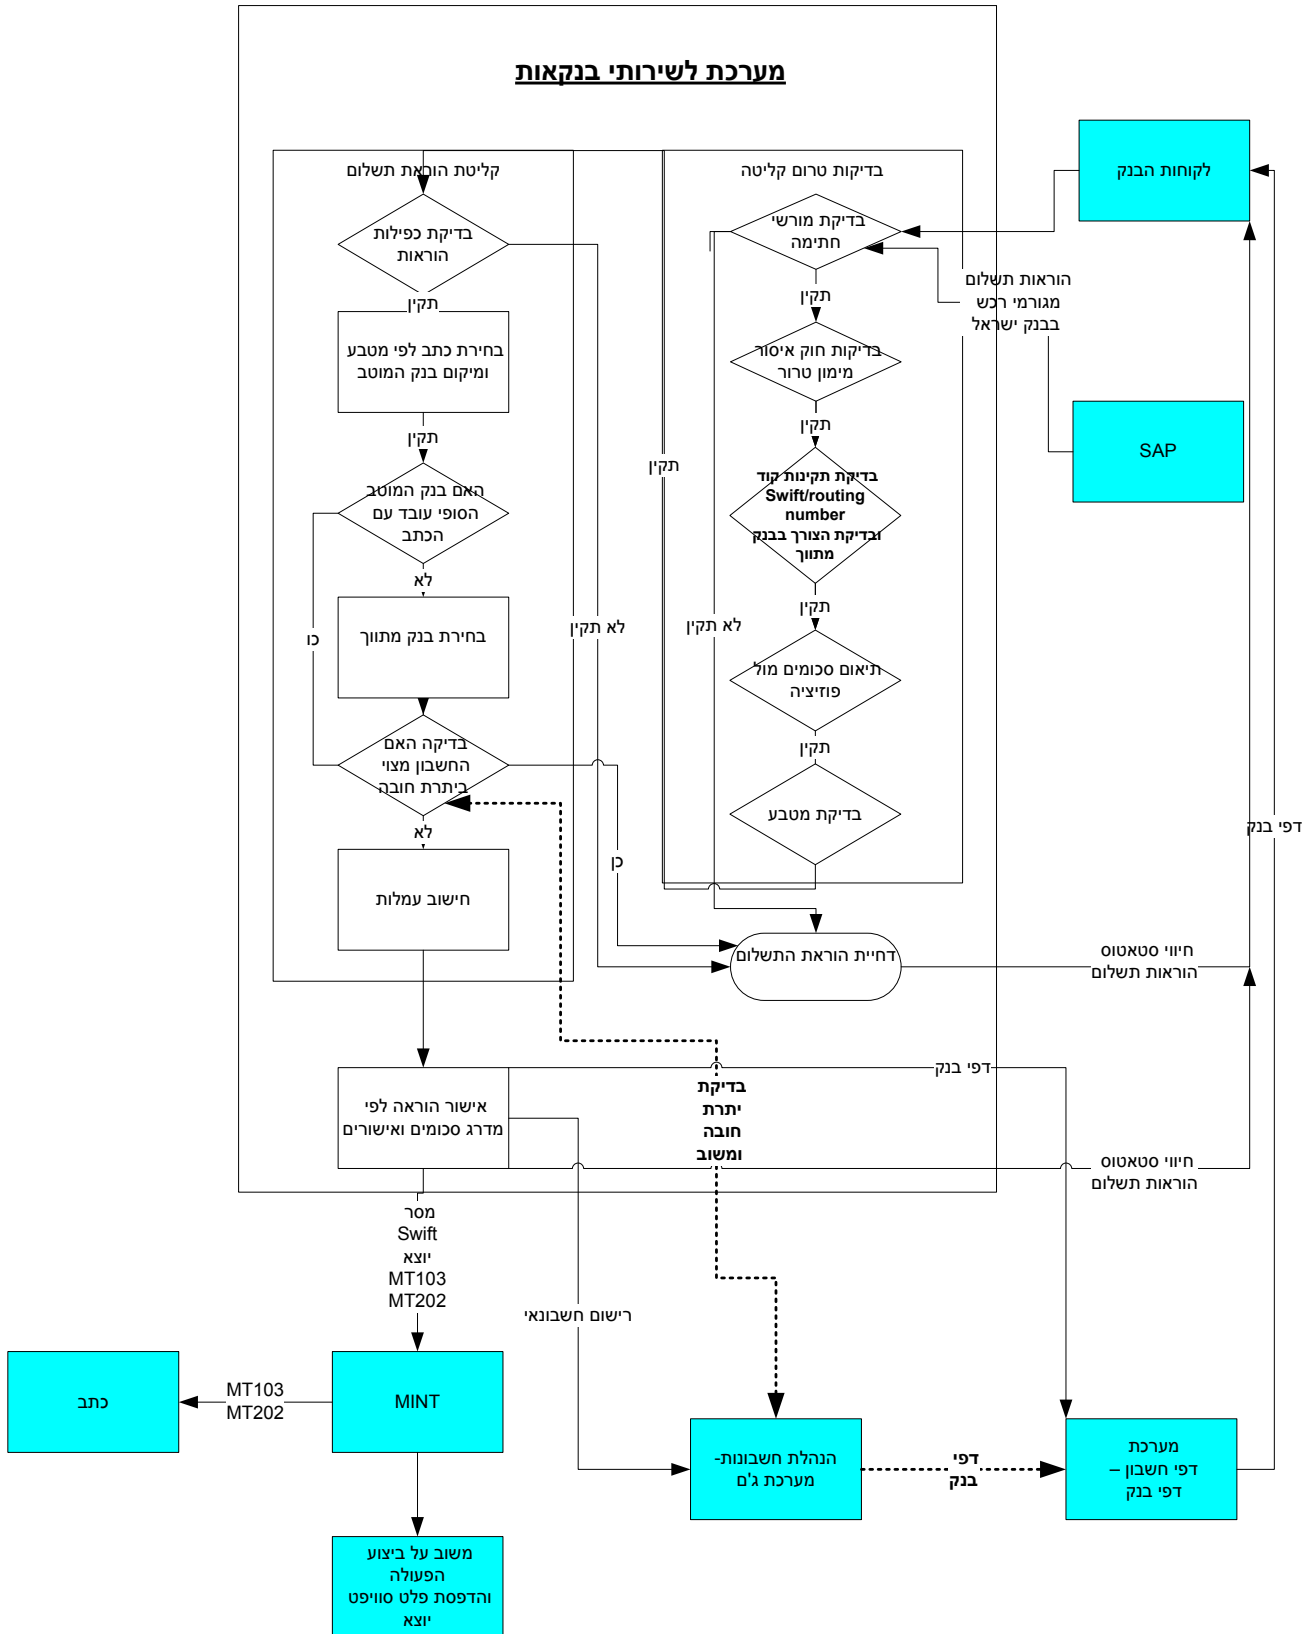 מערכת לשירותי בנקאות
בדיקות טרום קליטה
קליטת הוראת תשלום
לקוחות הבנק
בדיקת מורשי
חתימה
הוראות תשלום
מגורמי רכש
בבנק ישראל
SAP
תקין
בדיקות חוק איסור
מימון טרור
תקין
בדיקת תקינות קוד
Swift/routing
number
ובדיקת הצורך בבנק
מתווך
תקין
תיאום סכומים מול
פוזיציה
תקין
בדיקת מטבע
לא תקין
תקין
בדיקת כפילות
הוראות
תקין
בחירת כתב לפי מטבע
ומיקום בנק המוטב
תקין
האם בנק המוטב
הסופי עובד עם
הכתב
לא
כו
בחירת בנק מתווך
לא תקין
בדיקה האם
החשבון מצוי
ביתרת חובה
לא
כן
חישוב עמלות
דחיית הוראת התשלום
חיווי סטאטוס
הוראות תשלום
דפי בנק
אישור הוראה לפי
מדרג סכומים ואישורים
דפי בנק
בדיקת
יתרת
חובה
ומשוב
חיווי סטאטוס
הוראות תשלום
מסר
Swift
יוצא
MT103
MT202
רישום חשבונאי
MINT
MT103
MT202
כתב
הנהלת חשבונות-
מערכת ג'ם
דפי
בנק
מערכת
דפי חשבון –
דפי בנק
משוב על ביצוע
הפעולה
והדפסת פלט סוויפט
יוצא